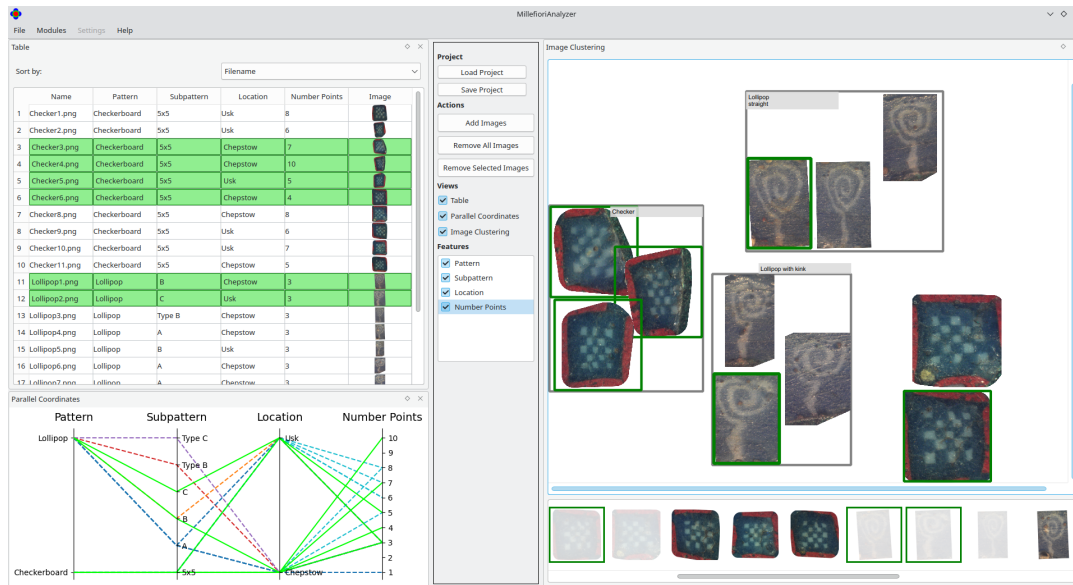 MillefioriAnalyzer
File Modules Settings Help
Table
Sort by: Filename
Name Pattern Subpattern Location Number Points Image
1 Checker1.png Checkerboard 5x5 Usk 8
2 Checker2.png Checkerboard 5x5 Usk 6
3 Checker3.png Checkerboard 5x5 Chepstow 7
4 Checker4.png Checkerboard 5x5 Chepstow 10
5 Checker5.png Checkerboard 5x5 Usk 5
6 Checker6.png Checkerboard 5x5 Chepstow 4
7 Checker8.png Checkerboard 5x5 Chepstow 8
8 Checker9.png Checkerboard 5x5 Usk 6
9 Checker10.png Checkerboard 5x5 Usk 7
10 Checker11.png Checkerboard 5x5 Chepstow 5
11 Lollipop1.png Lollipop B Chepstow 3
12 Lollipop2.png Lollipop C Usk 3
13 Lollipop3.png Lollipop Type B Chepstow 3
14 Lollipop4.png Lollipop A Chepstow 3
15 Lollipop5.png Lollipop B Usk 3
16 Lollipop6.png Lollipop A Chepstow 3
17 Lollipop7.png Lollipop A Chepstow 3
Parallel Coordinates
Pattern Subpattern Location Number Points
Lollipop
Checkerboard
Type C
Type B
C
B
A
5x5
Usk
Chepstow
10
9
8
7
6
5
4
3
2
1
Project
Load Project
Save Project
Actions
Add Images
Remove All Images
Remove Selected Images
Views
Table
Parallel Coordinates
Image Clustering
Features
Pattern
Subpattern
Location
Number Points
Image Clustering
Lollipop
straight
Checker
Lollipop with kink